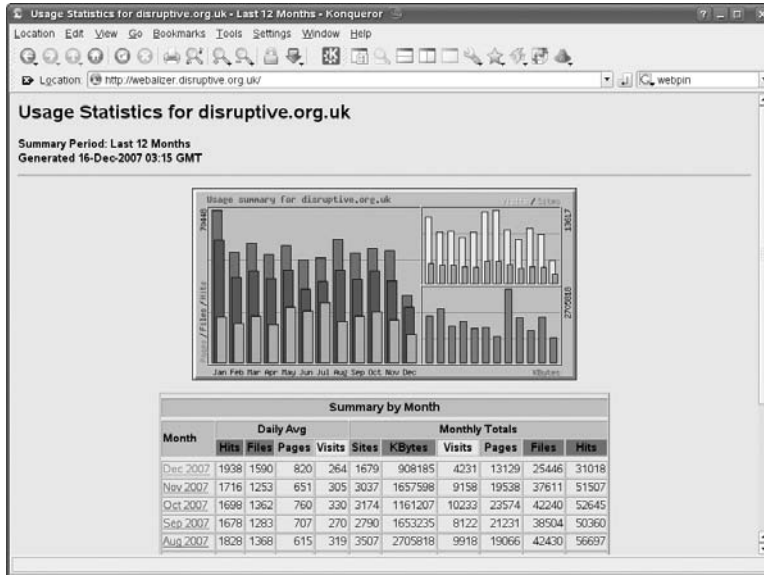 Usage Statistics for disruptive.org.uk - Last 12 Months - Konqueror
Location Edit View Go Bookmarks Tools Settings Window Help
Location: http://webalizer.disruptive.org.uk/ webpin
Usage Statistics for disruptive.org.uk
Summary Period: Last 12 Months
Generated 16-Dec-2007 03:15 GMT
Usage summary for disruptive.org.uk
Visits / Sites
70448
13617
Pages / Files / Hits
2705818
Jan Feb Mar Apr May Jun Jul Aug Sep Oct Nov Dec
KBytes
Summary by Month
Month Daily Avg Monthly Totals
Hits Files Pages Visits Sites KBytes Visits Pages Files Hits
Dec 2007 1938 1590 820 264 1679 908185 4231 13129 25446 31018
Nov 2007 1716 1253 651 305 3037 1657598 9158 19538 37611 51507
Oct 2007 1698 1362 760 330 3174 1161207 10233 23574 42240 52645
Sep 2007 1678 1283 707 270 2790 1653235 8122 21231 38504 50360
Aug 2007 1828 1368 615 319 3507 2705818 9918 19066 42430 56697